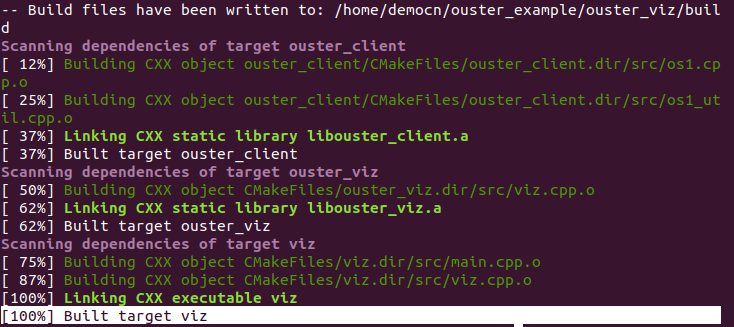 -- Build files have been written to: /home/democn/ouster_example/ouster_viz/buil
d
Scanning dependencies of target ouster_client
[ 12%] Building CXX object ouster_client/CMakeFiles/ouster_client.dir/src/os1.cp
p.o
[ 25%] Building CXX object ouster_client/CMakeFiles/ouster_client.dir/src/os1_ut
il.cpp.o
[ 37%] Linking CXX static library libouster_client.a
[ 37%] Built target ouster_client
Scanning dependencies of target ouster_viz
[ 50%] Building CXX object CMakeFiles/ouster_viz.dir/src/viz.cpp.o
[ 62%] Linking CXX static library libouster_viz.a
[ 62%] Built target ouster_viz
Scanning dependencies of target viz
[ 75%] Building CXX object CMakeFiles/viz.dir/src/main.cpp.o
[ 87%] Building CXX object CMakeFiles/viz.dir/src/viz.cpp.o
[100%] Linking CXX executable viz
[100%] Built target viz